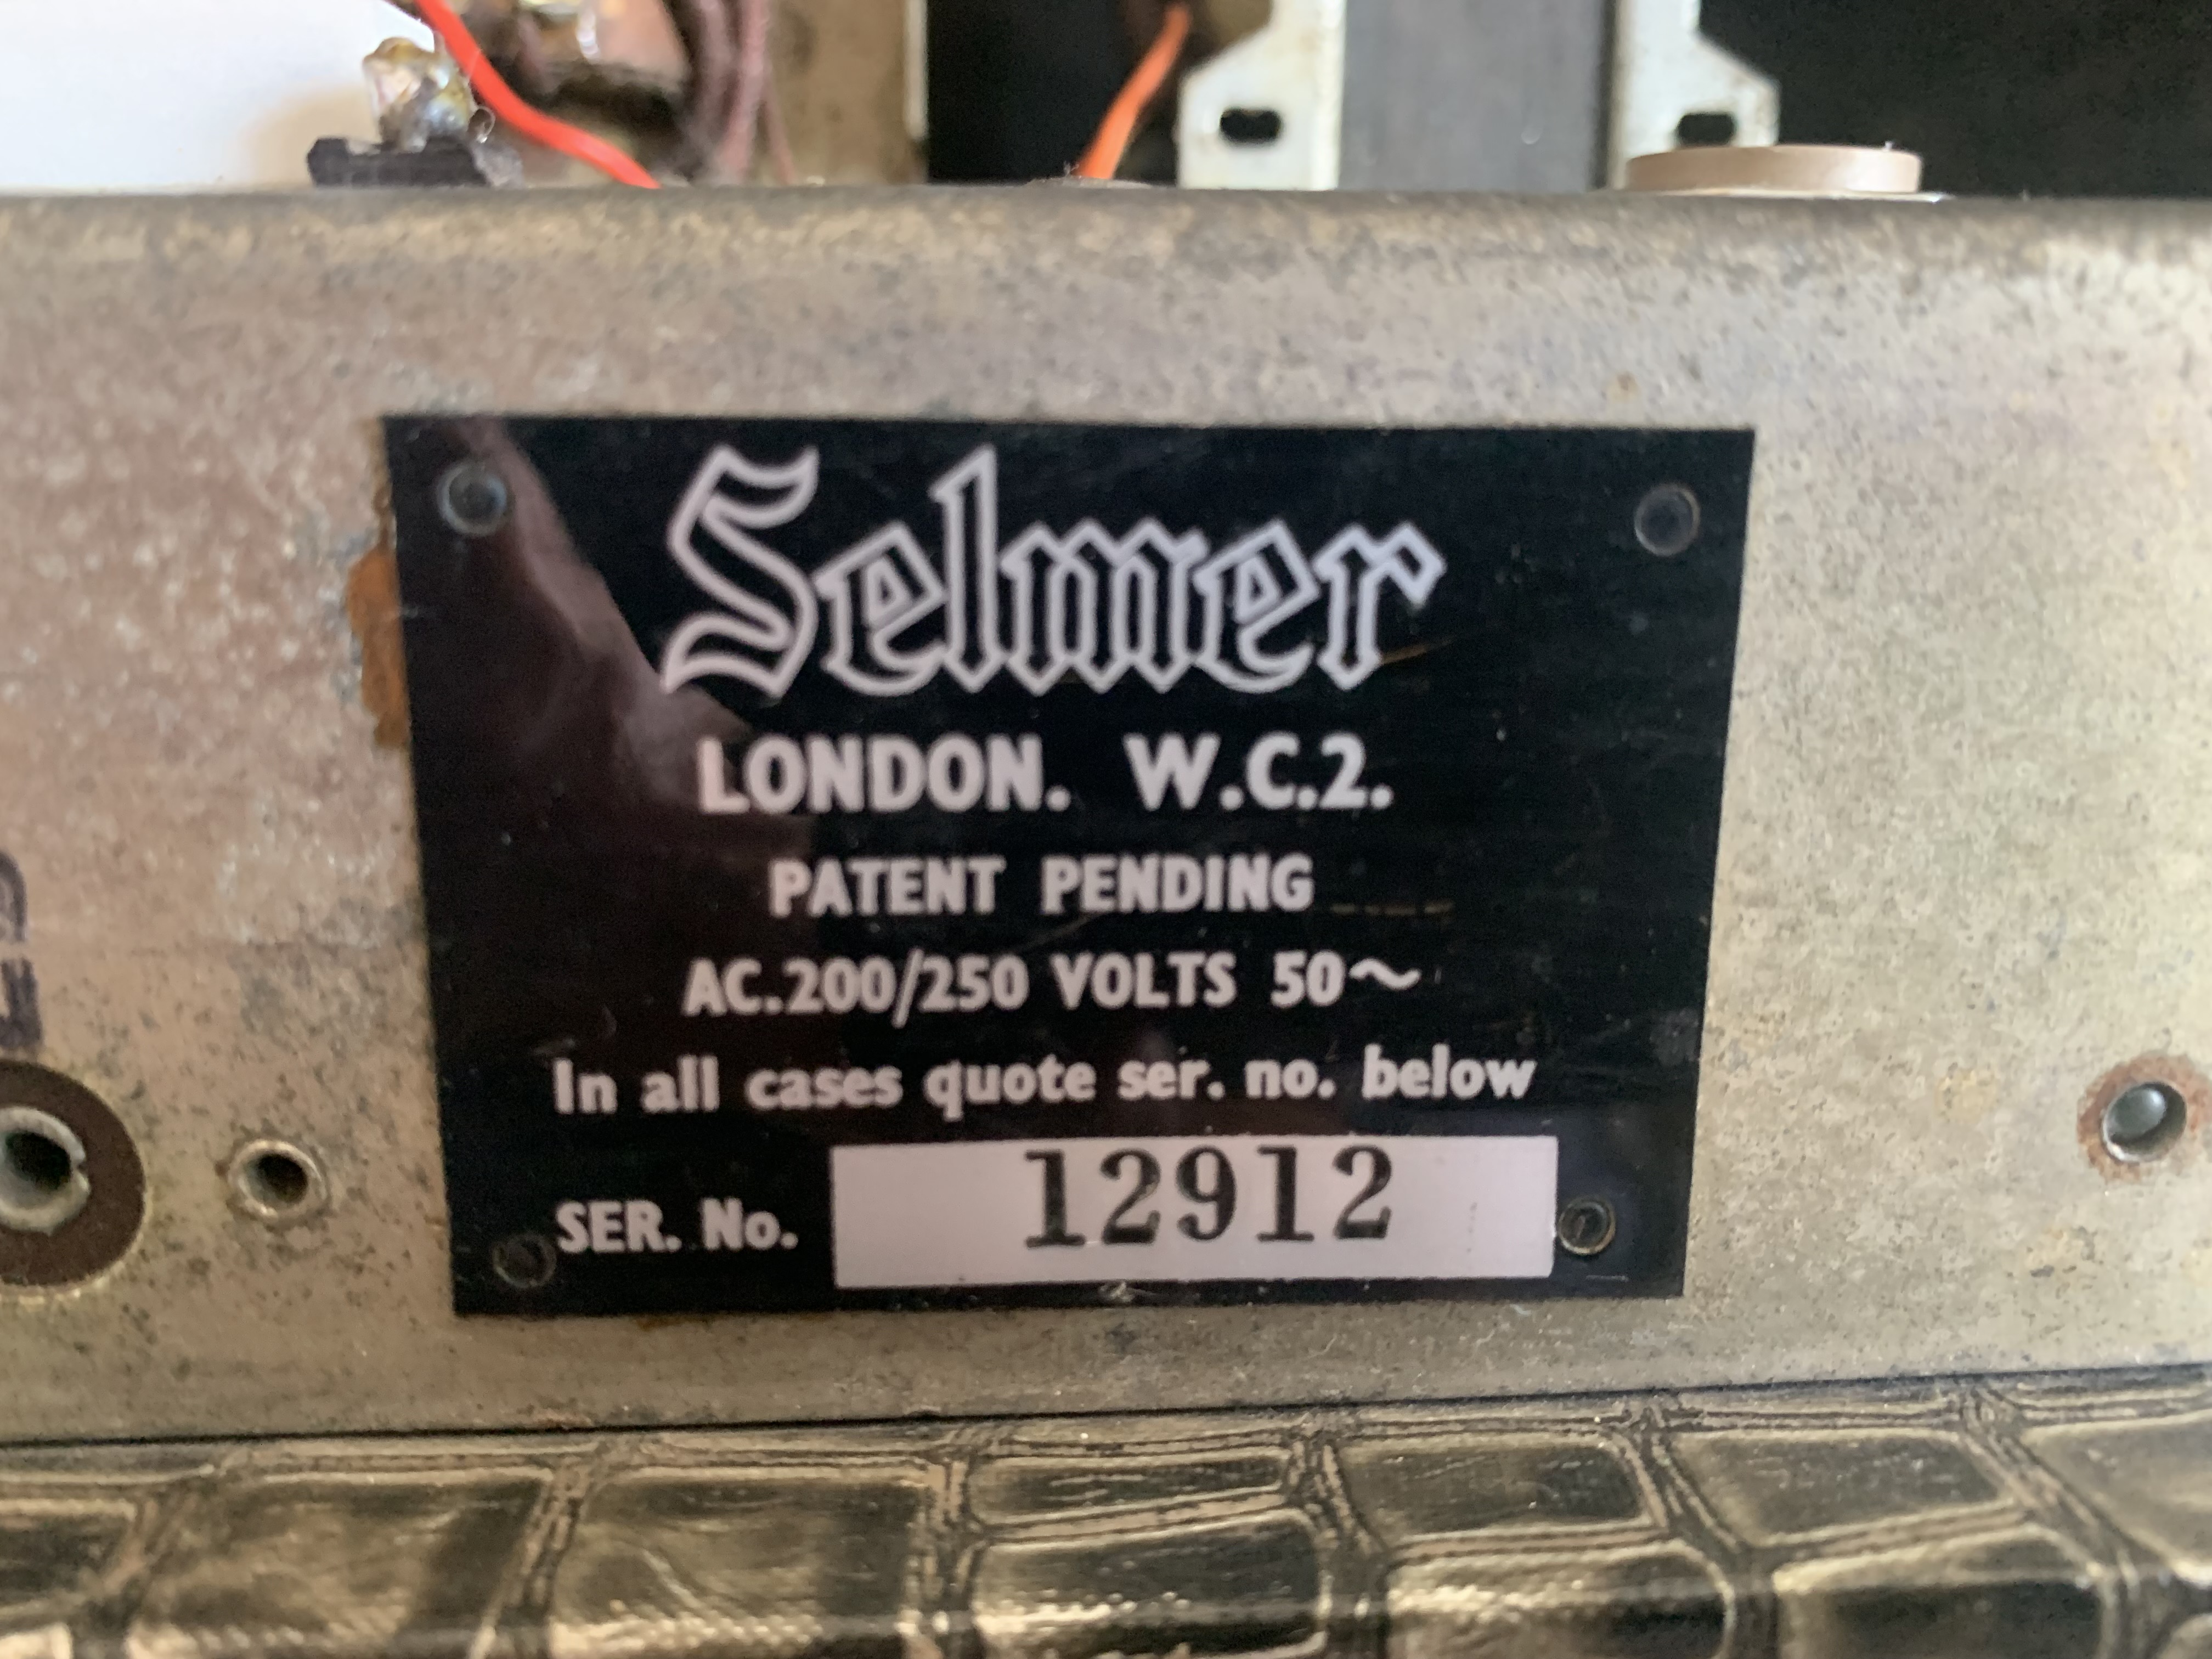 Selmer
LONDON. W.C.2.
PATENT PENDING
AC.200/250 VOLTS 50~
In all cases quote ser. no. below
SER. No. 12912